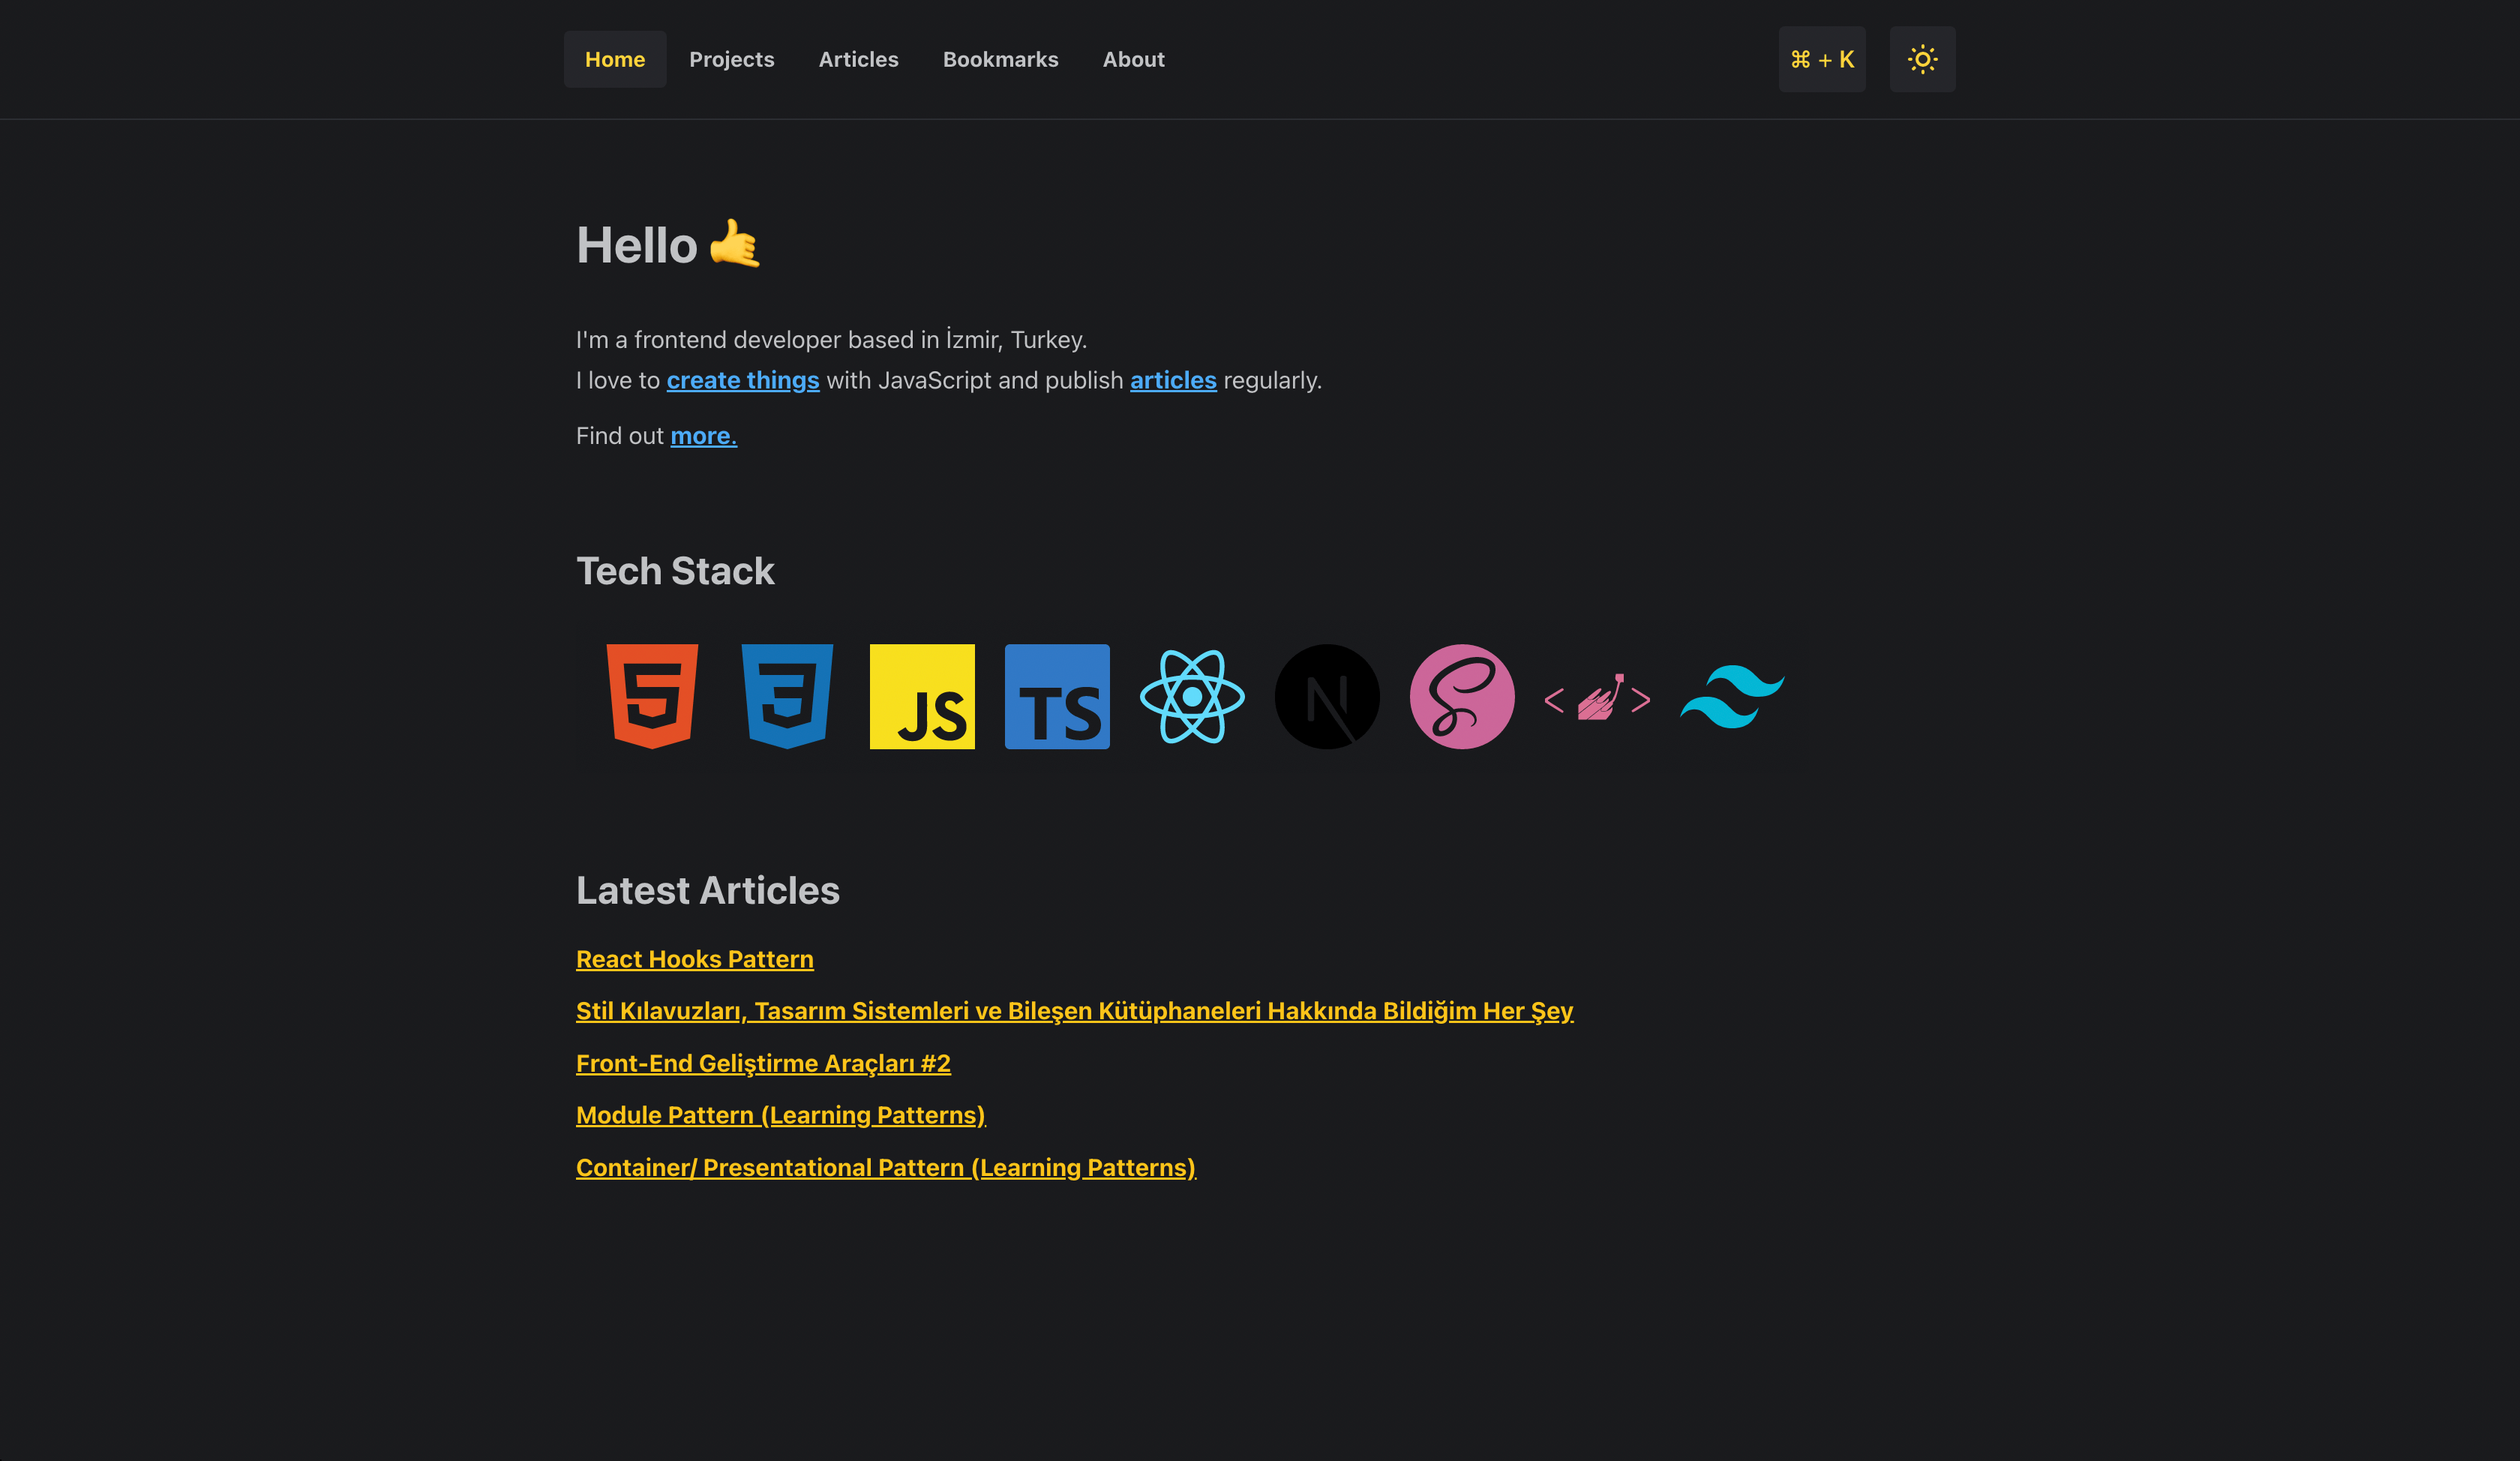 Home Projects Articles Bookmarks About ⌘ + K
Hello 🤙
I'm a frontend developer based in İzmir, Turkey.
I love to create things with JavaScript and publish articles regularly.
Find out more.
Tech Stack
JS TS N
Latest Articles
React Hooks Pattern
Stil Kılavuzları, Tasarım Sistemleri ve Bileşen Kütüphaneleri Hakkında Bildiğim Her Şey
Front-End Geliştirme Araçları #2
Module Pattern (Learning Patterns)
Container/ Presentational Pattern (Learning Patterns)